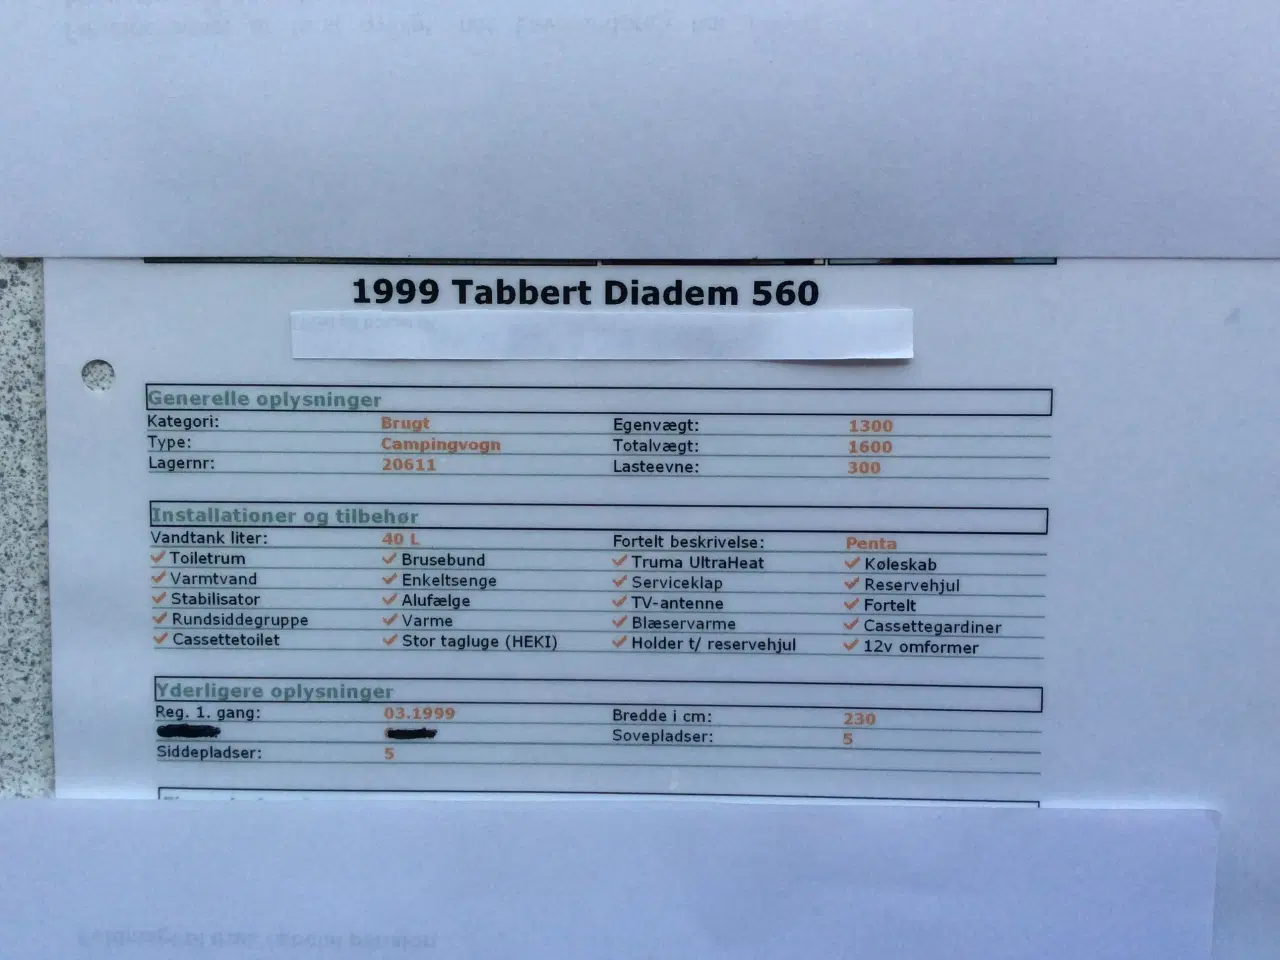 1999 Tabbert Diadem 560
Generelle oplysninger
Kategori: Brugt Egenvægt: 1300
Type: Campingvogn Totalvægt: 1600
Lagernr: 20611 Lasteevne: 300
Installationer og tilbehør
Vandtank liter: 40 L Fortelt beskrivelse: Penta
Toiletrum Brusebund Truma UltraHeat Køleskab
Varmtvand Enkeltsenge Serviceklap Reservehjul
Stabilisator Alufælge TV-antenne Fortelt
Rundsiddegruppe Varme Blæservarme Cassettegardiner
Cassettetoilet Stor tagluge (HEKI) Holder t/ reservehjul 12v omformer
Yderligere oplysninger
Reg. 1. gang: 03.1999 Bredde i cm: 230
Sovepladser: 5
Siddepladser: 5